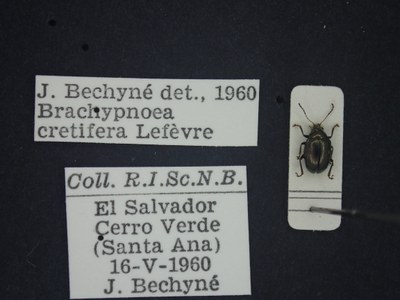 J. Bechyné det., 1960
Brachypnoea
cretifera Lefèvre
Coll. R.I.Sc.N.B.
El Salvador
Cerro Verde
(Santa Ana)
16-V-1960
J. Bechyné